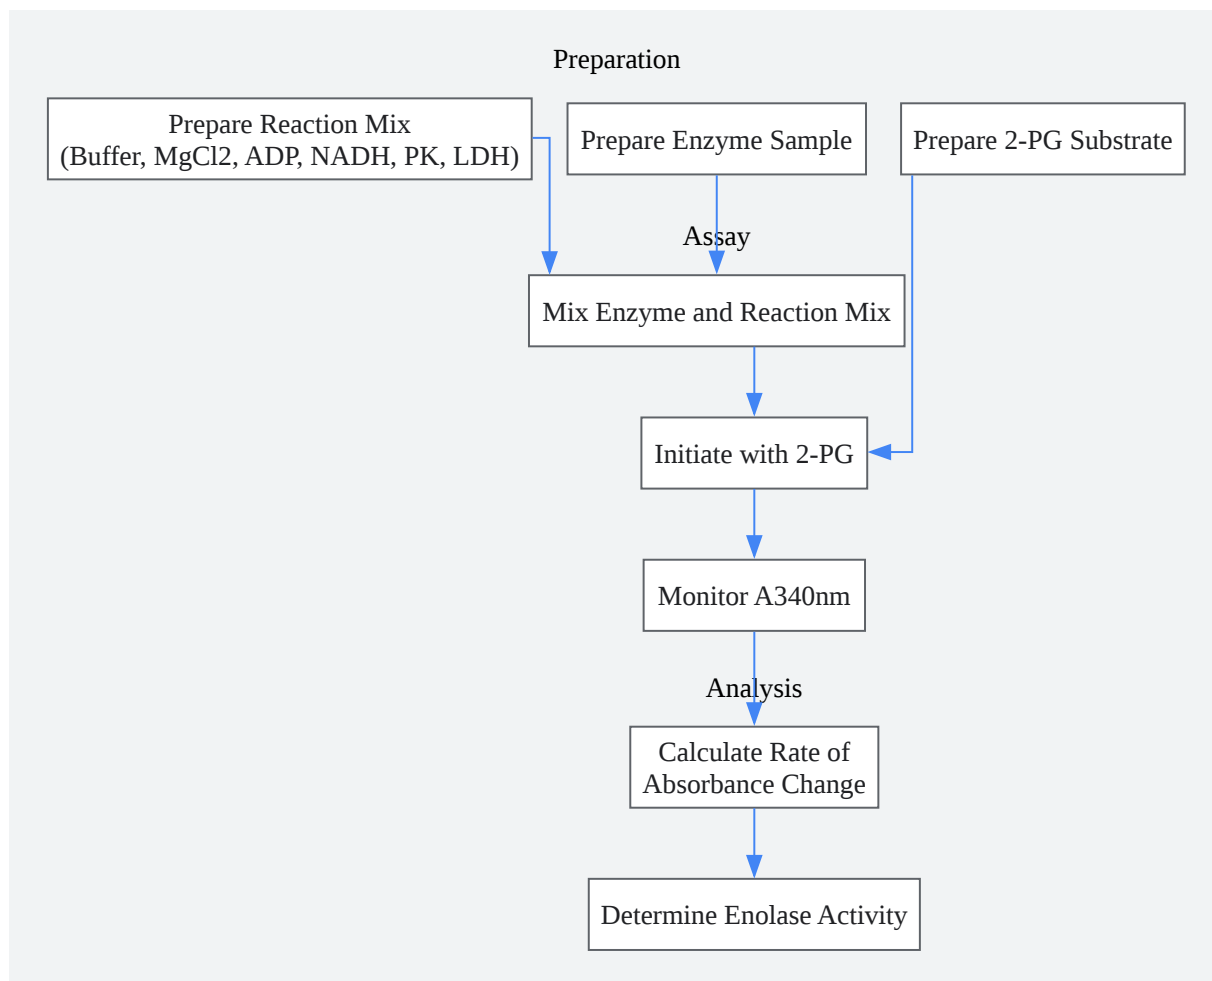 Preparation
Prepare Reaction Mix
(Buffer, MgCl2, ADP, NADH, PK, LDH)
Prepare Enzyme Sample
Prepare 2-PG Substrate
Assay
Mix Enzyme and Reaction Mix
Initiate with 2-PG
Monitor A340nm
Analysis
Calculate Rate of
Absorbance Change
Determine Enolase Activity